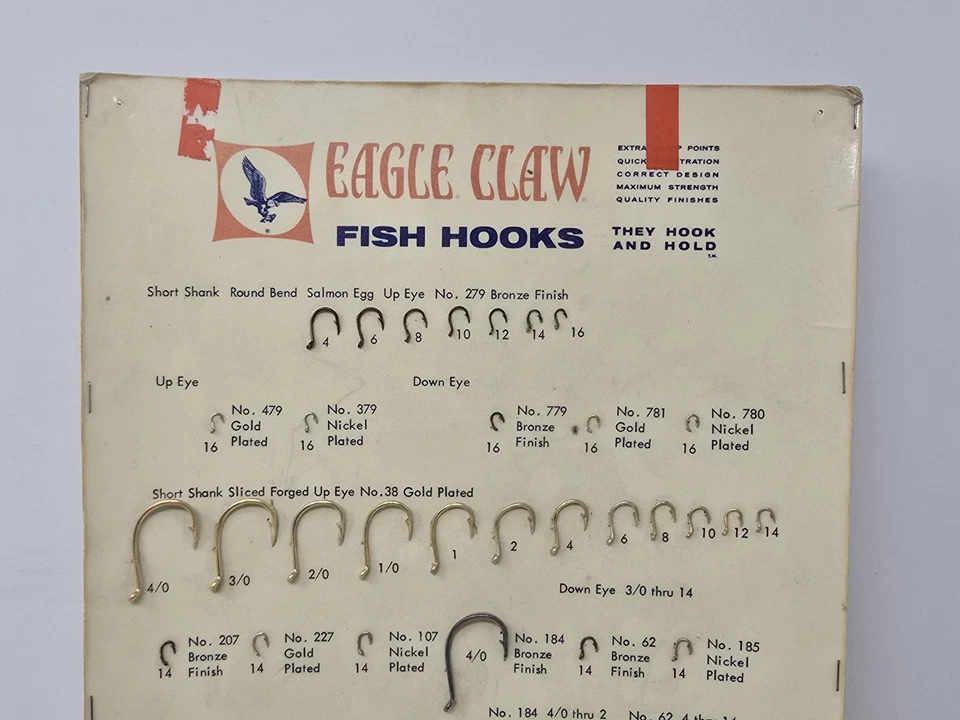 EAGLE CLAW
FISH HOOKS
EXTRA POINTS
QUICK
CORRECT DESIGN
MAXIMUM STRENGTH
QUALITY FINISHES
THEY HOOK
AND HOLD
T.M.
Short Shank Round Bend Salmon Egg Up Eye No. 279 Bronze Finish
4 6 8 10 12 14 16
Up Eye
Down Eye
No. 479
Gold
Plated
16
No. 379
Nickel
Plated
16
No. 779
Bronze
Finish
16
No. 781
Gold
Plated
16
No. 780
Nickel
Plated
16
Short Shank Sliced Forged Up Eye No.38 Gold Plated
4/0 3/0 2/0 1/0 1 2 4 6 8 10 12 14
Down Eye 3/0 thru 14
No. 207
Bronze
Finish
14
No. 227
Gold
Plated
14
No. 107
Nickel
Plated
14
4/0
No. 184
Bronze
Finish
No. 62
Bronze
Finish
14
No. 185
Nickel
Plated
14
No. 184 4/0 thru 2 No. 62 4 thru 14